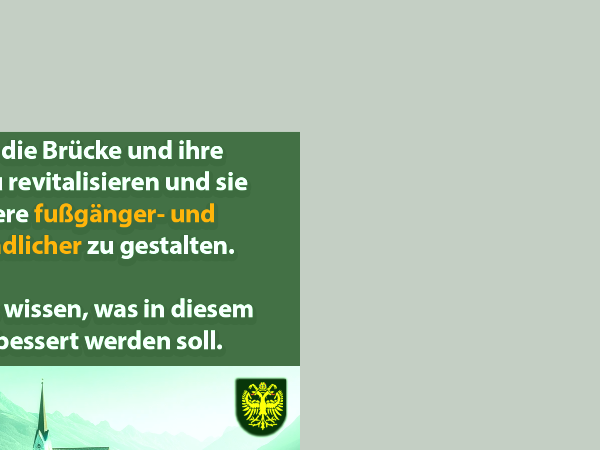 die Brücke und ihre
revitalisieren und sie
fußgänger- und
zu gestalten.
wissen, was in diesem
werden soll.